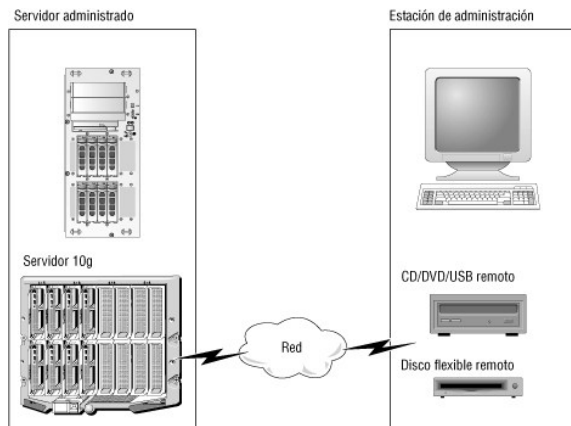 Servidor administrado
Estación de administración
Servidor 10g
CD/DVD/USB remoto
Red
Disco flexible remoto